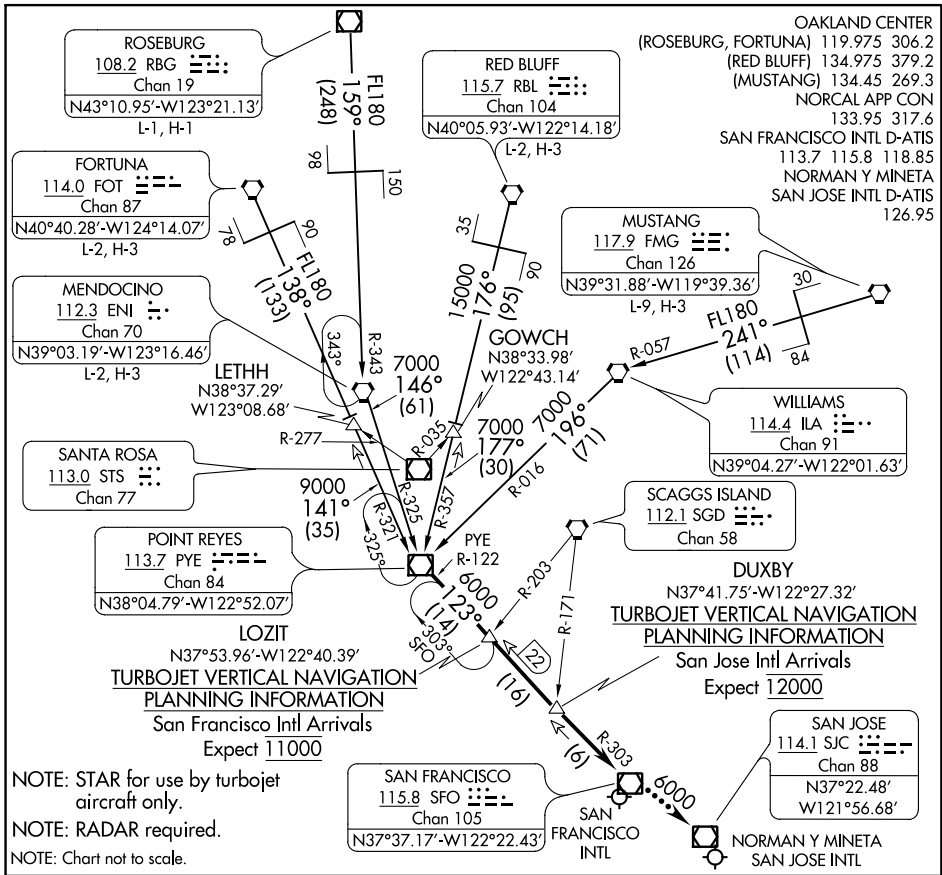 OAKLAND CENTER
(ROSEBURG, FORTUNA) 119.975 306.2
(RED BLUFF) 134.975 379.2
(MUSTANG) 134.45 269.3
NORCAL APP CON
133.95 317.6
SAN FRANCISCO INTL D-ATIS
113.7 115.8 118.85
NORMAN Y MINETA
SAN JOSE INTL D-ATIS
126.95
ROSEBURG
108.2 RBG
Chan 19
N43°10.95′-W123°21.13′
L-1, H-1
FL180
159°
(248)
98
150
RED BLUFF
115.7 RBL
Chan 104
N40°05.93′-W122°14.18′
L-2, H-3
35
90
15000
176°
(95)
FORTUNA
114.0 FOT
Chan 87
N40°40.28′-W124°14.07′
L-2, H-3
78
90
FL180
138°
(133)
MUSTANG
117.9 FMG
Chan 126
N39°31.88′-W119°39.36′
L-9, H-3
30
84
FL180
241°
(114)
R-057
MENDOCINO
112.3 ENI
Chan 70
N39°03.19′-W123°16.46′
L-2, H-3
343°
R-343
7000
146°
(61)
GOWCH
N38°33.98′
W122°43.14′
LETHH
N38°37.29′
W123°08.68′
R-277
R-035
7000
177°
(30)
7000
196°
(71)
R-016
WILLIAMS
114.4 ILA
Chan 91
N39°04.27′-W122°01.63′
SANTA ROSA
113.0 STS
Chan 77
9000
141°
(35)
R-321
R-325
R-357
325°
SCAGGS ISLAND
112.1 SGD
Chan 58
R-203
R-171
POINT REYES
113.7 PYE
Chan 84
N38°04.79′-W122°52.07′
PYE
R-122
6000
123°
(14)
303°
SFO
22
(16)
(6)
R-303
DUXBY
N37°41.75′-W122°27.32′
TURBOJET VERTICAL NAVIGATION
PLANNING INFORMATION
San Jose Intl Arrivals
Expect 12000
LOZIT
N37°53.96′-W122°40.39′
TURBOJET VERTICAL NAVIGATION
PLANNING INFORMATION
San Francisco Intl Arrivals
Expect 11000
SAN JOSE
114.1 SJC
Chan 88
N37°22.48′
W121°56.68′
SAN FRANCISCO
115.8 SFO
Chan 105
N37°37.17′-W122°22.43′
6000
SAN
FRANCISCO
INTL
NORMAN Y MINETA
SAN JOSE INTL
NOTE: STAR for use by turbojet
aircraft only.
NOTE: RADAR required.
NOTE: Chart not to scale.